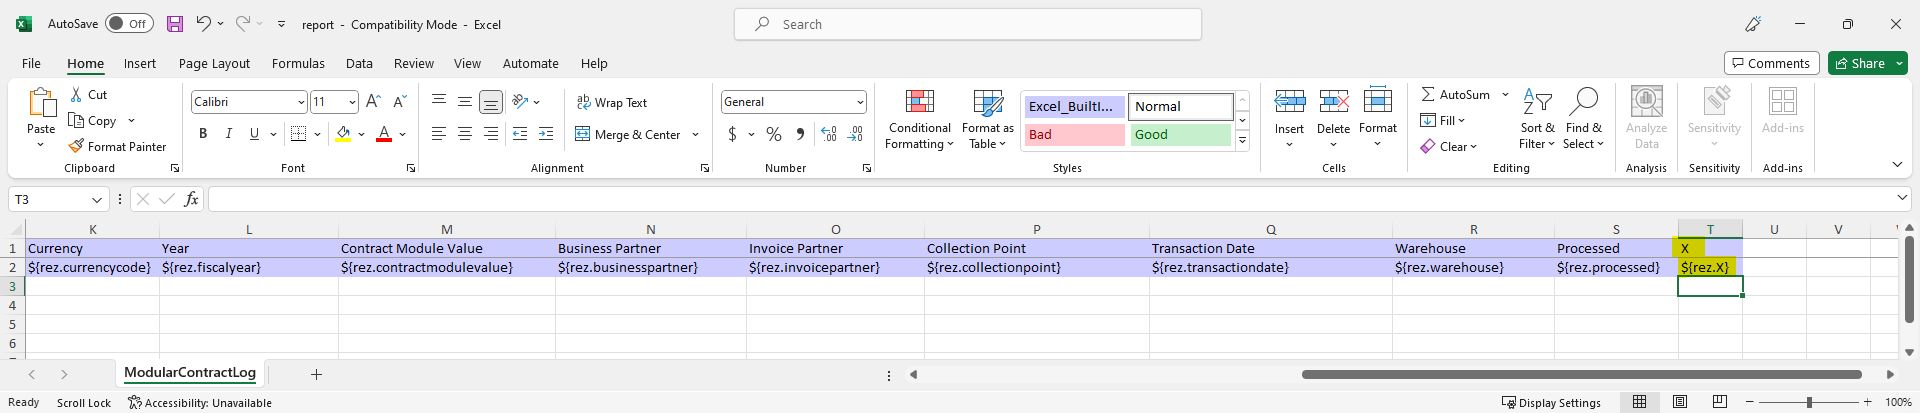 AutoSave Off report - Compatibility Mode - Excel Search
File Home Insert Page Layout Formulas Data Review View Automate Help Comments Share
Paste Cut Copy Format Painter
Clipboard
Calibri 11
B I U A
Font
Wrap Text
Merge & Center
Alignment
General
$ % ,
Number
Conditional Formatting
Format as Table
Excel_BuiltI... Normal
Bad Good
Styles
Insert Delete Format
Cells
AutoSum
Fill
Clear
Sort & Filter
Find & Select
Editing
Analyze Data
Analysis
Sensitivity
Sensitivity
Add-ins
Add-ins
T3 fx
K L M N O P Q R S T U V
1 Currency Year Contract Module Value Business Partner Invoice Partner Collection Point Transaction Date Warehouse Processed X
2 ${rez.currencycode} ${rez.fiscalyear} ${rez.contractmodulevalue} ${rez.businesspartner} ${rez.invoicepartner} ${rez.collectionpoint} ${rez.transactiondate} ${rez.warehouse} ${rez.processed} ${rez.X}
3
4
5
6
ModularContractLog
Ready Scroll Lock Accessibility: Unavailable Display Settings 100%